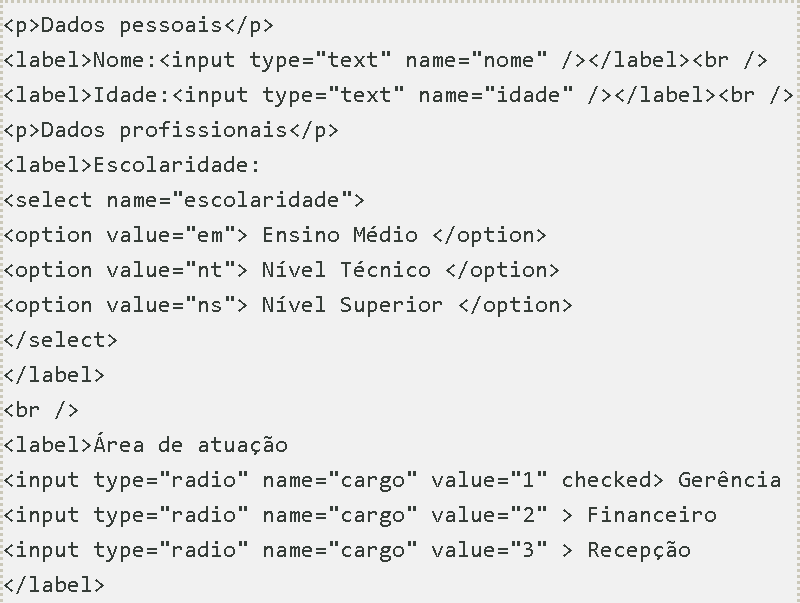 <p>Dados pessoais</p>
<label>Nome:<input type="text" name="nome" /></label><br />
<label>Idade:<input type="text" name="idade" /></label><br />
<p>Dados profissionais</p>
<label>Escolaridade:
<select name="escolaridade">
<option value="em"> Ensino Médio </option>
<option value="nt"> Nível Técnico </option>
<option value="ns"> Nível Superior </option>
</select>
</label>
<br />
<label>Área de atuação
<input type="radio" name="cargo" value="1" checked> Gerência
<input type="radio" name="cargo" value="2" > Financeiro
<input type="radio" name="cargo" value="3" > Recepção
</label>